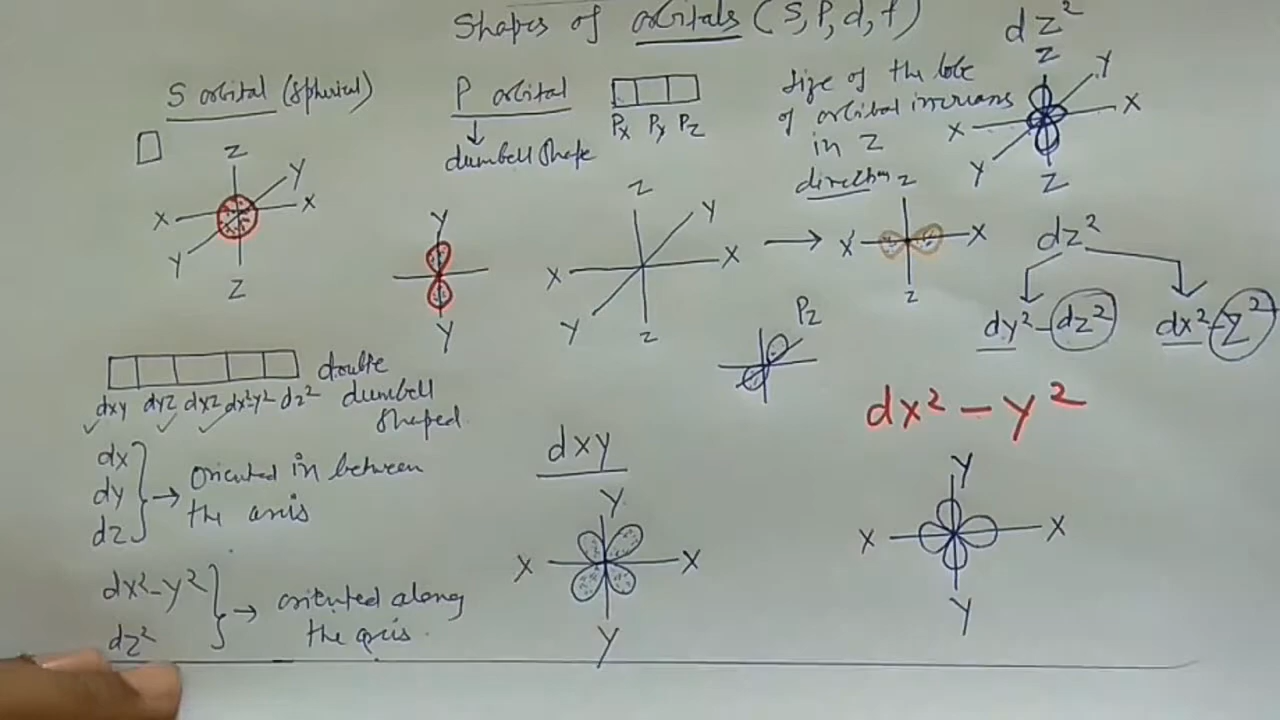 Shapes of orbitals (S, P, d, f)
S orbital (spherical)
Z
Y
X
X
Y
Z
P orbital
dumbell shape
Px Py Pz
Y
Y
Z
Y
X
X
Y
Z
size of the lobe
of orbital increases
in Z
direction
Z
X
X
Z
Pz
dz²
Z
Y
X
X
Y
Z
dz²
dy²-dz²
dx²-Z²
double
dumbell
shaped
dxy dyz dxz dx²-y² dz²
dx
dy
dz
oriented in between
the axis
dx²-y²
dz²
oriented along
the axis.
dxy
Y
X
X
Y
dx² - y²
Y
X
X
Y